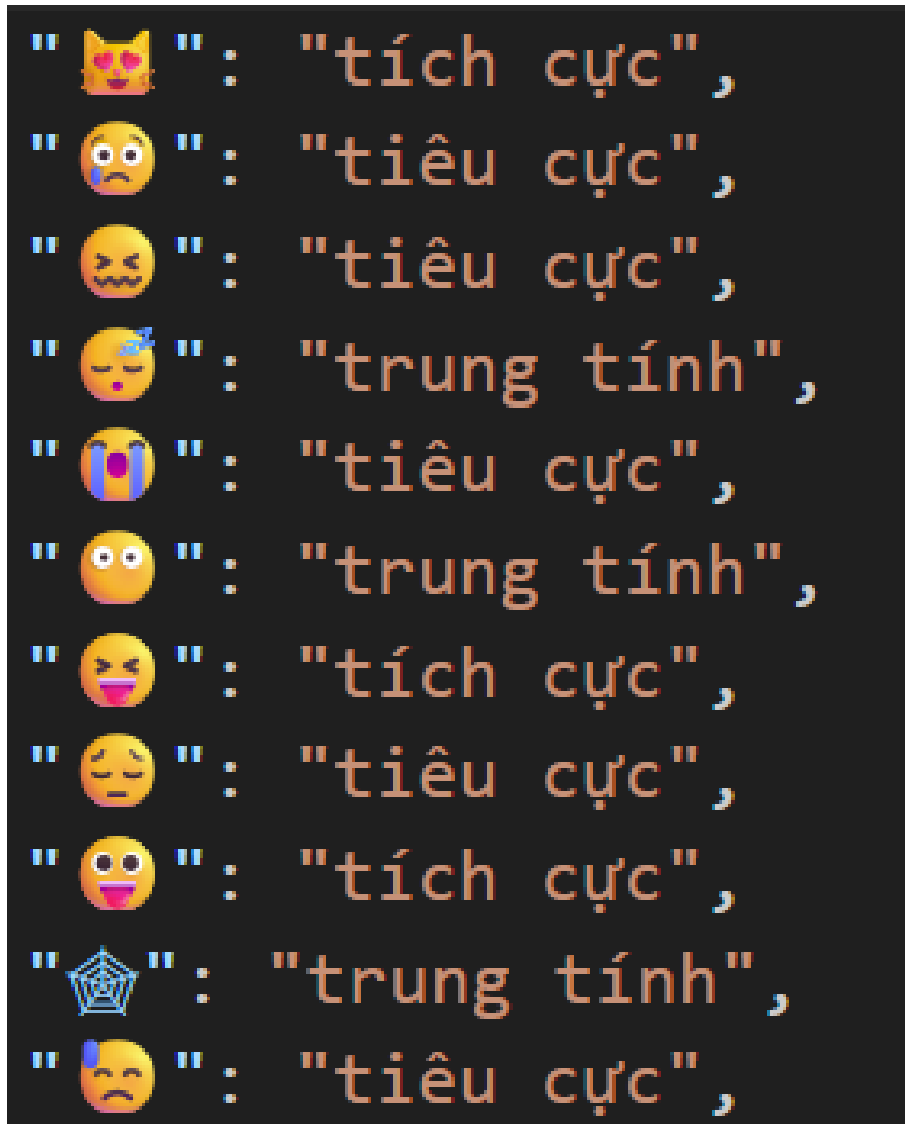 "😻": "tích cực",
"😢": "tiêu cực",
"😖": "tiêu cực",
"😴": "trung tính",
"😭": "tiêu cực",
"😶": "trung tính",
"😝": "tích cực",
"😔": "tiêu cực",
"😛": "tích cực",
"🕸": "trung tính",
"😓": "tiêu cực",